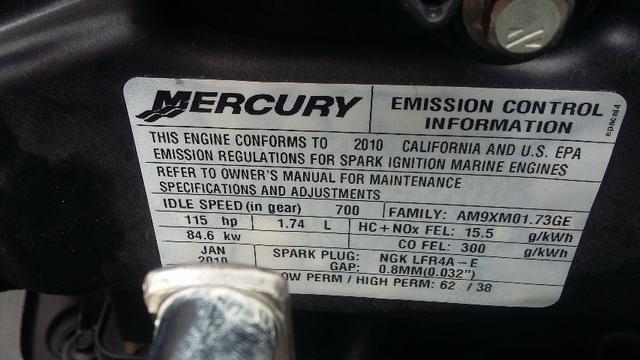 MERCURY
EMISSION CONTROL
INFORMATION
epacal4
THIS ENGINE CONFORMS TO 2010 CALIFORNIA AND U.S. EPA
EMISSION REGULATIONS FOR SPARK IGNITION MARINE ENGINES
REFER TO OWNER'S MANUAL FOR MAINTENANCE
SPECIFICATIONS AND ADJUSTMENTS
IDLE SPEED (in gear) 700 FAMILY: AM9XM01.73GE
115 hp 1.74 L HC+NOx FEL: 15.5 g/kWh
84.6 kw CO FEL: 300 g/kWh
JAN SPARK PLUG: NGK LFR4A-E
2010 GAP: 0.8MM(0.032")
PERM / HIGH PERM: 62 / 38